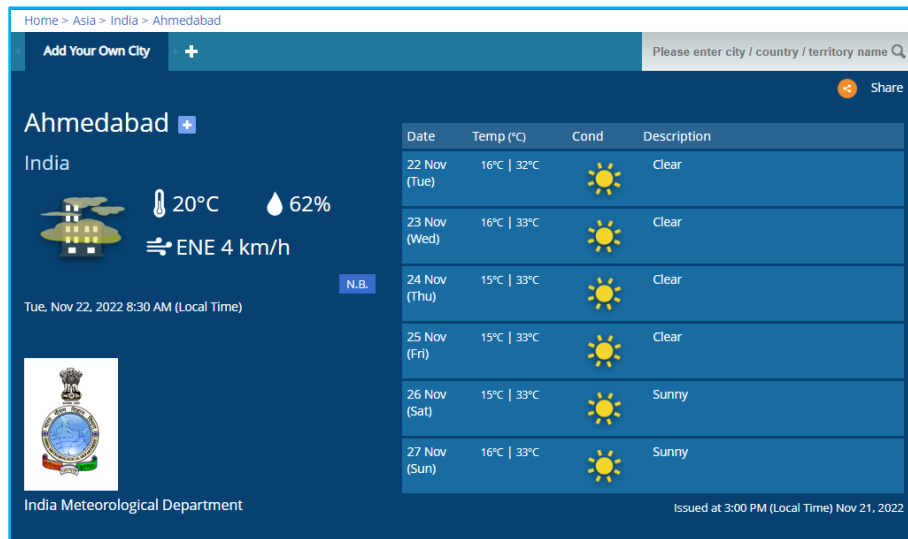 Home > Asia > India > Ahmedabad
Add Your Own City
Please enter city / country / territory name
Share
Ahmedabad
India
20°C 62%
ENE 4 km/h
N.B.
Tue, Nov 22, 2022 8:30 AM (Local Time)
India Meteorological Department
Date Temp (°C) Cond Description
22 Nov 16°C | 32°C Clear
(Tue)
23 Nov 16°C | 33°C Clear
(Wed)
24 Nov 15°C | 33°C Clear
(Thu)
25 Nov 15°C | 33°C Clear
(Fri)
26 Nov 15°C | 33°C Sunny
(Sat)
27 Nov 16°C | 33°C Sunny
(Sun)
Issued at 3:00 PM (Local Time) Nov 21, 2022